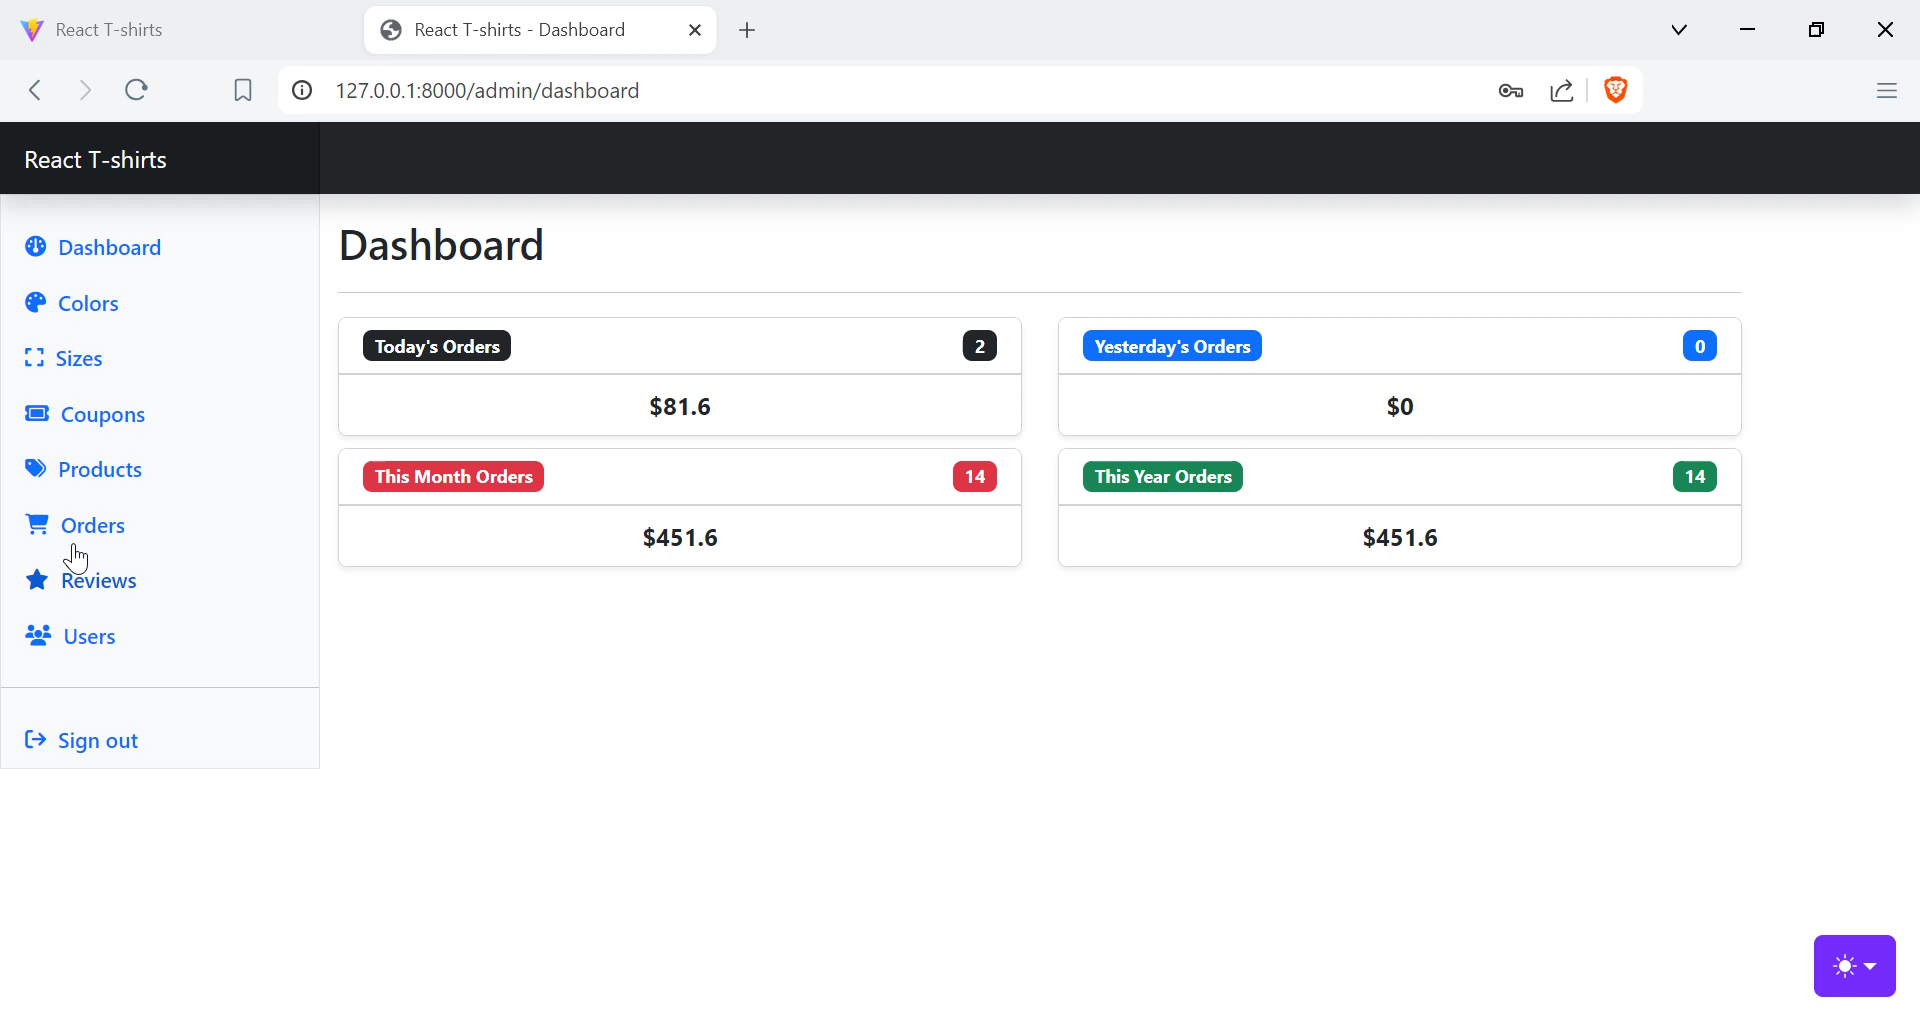 React T-shirts
React T-shirts - Dashboard
127.0.0.1:8000/admin/dashboard
React T-shirts
Dashboard
Colors
Sizes
Coupons
Products
Orders
Reviews
Users
Sign out
Dashboard
Today's Orders 2
$81.6
Yesterday's Orders 0
$0
This Month Orders 14
$451.6
This Year Orders 14
$451.6